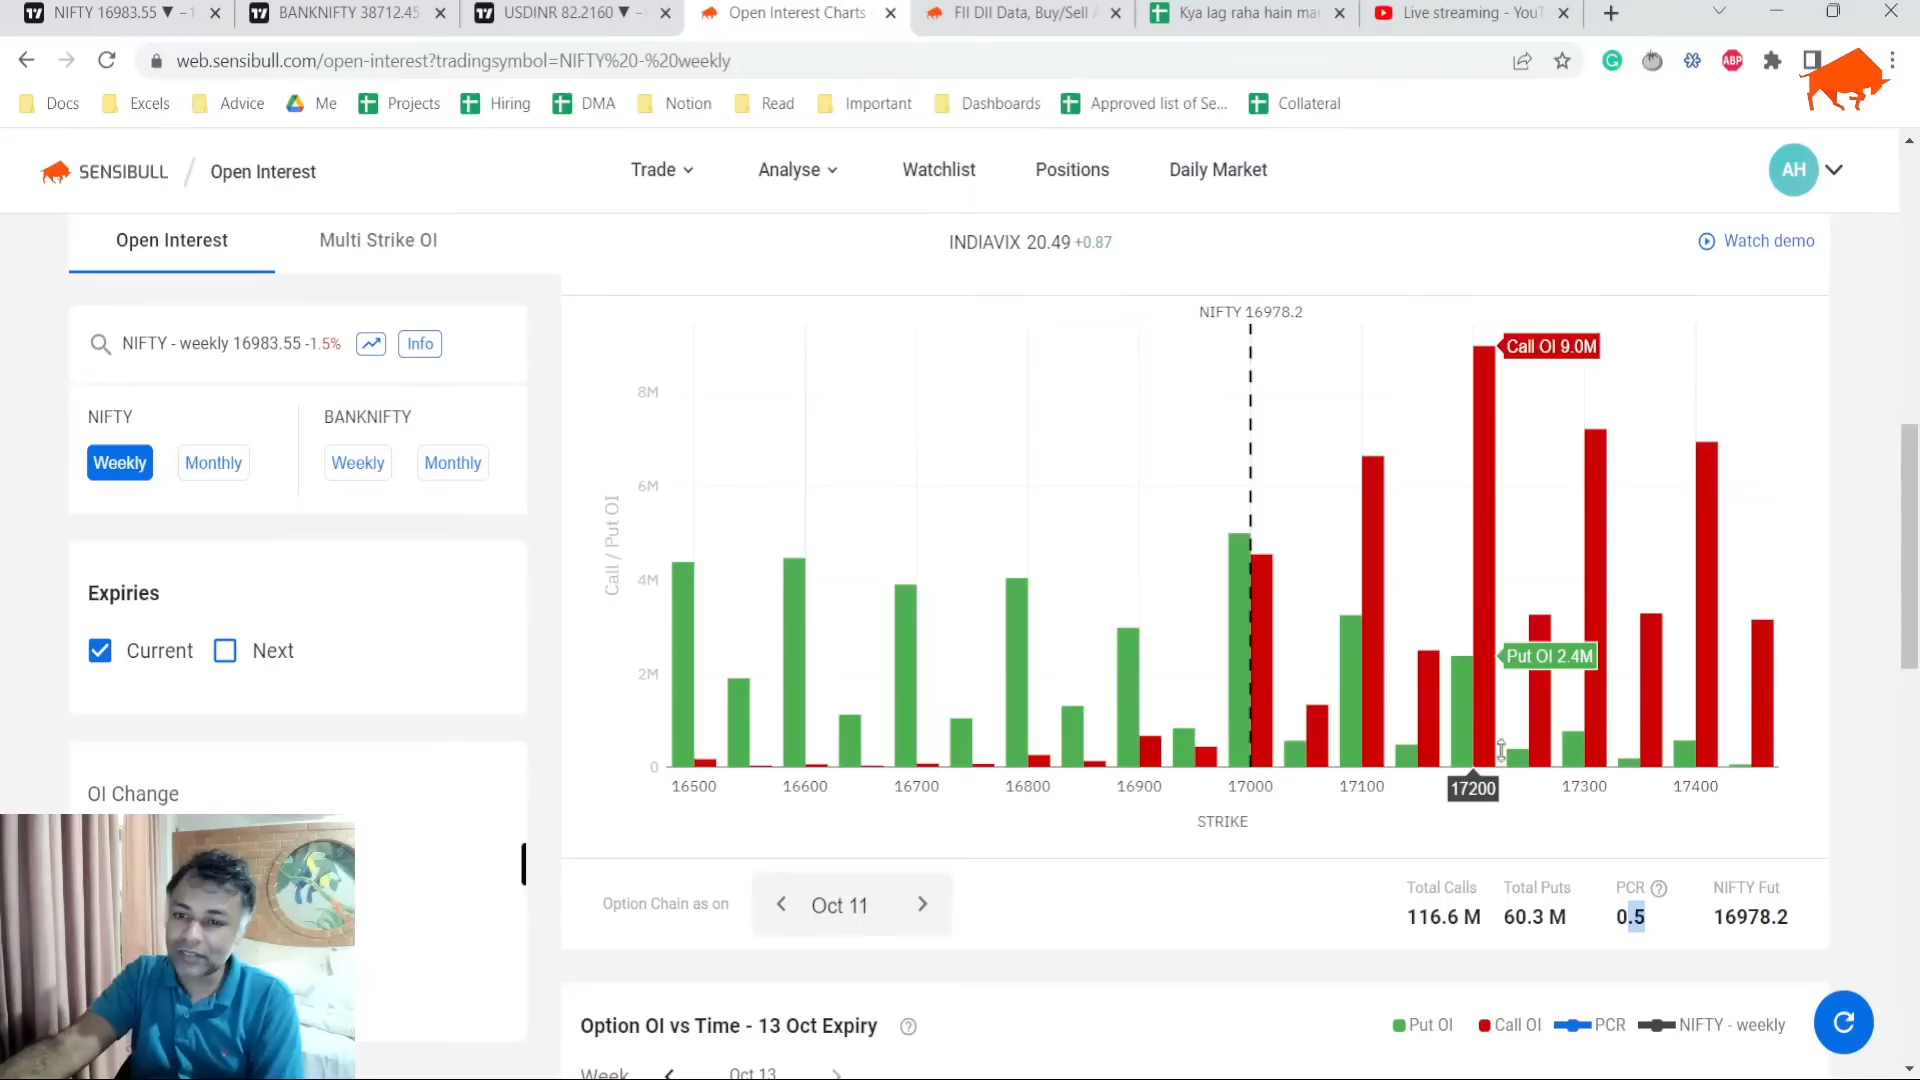 NIFTY 16983.55 ▼
BANKNIFTY 38712.45
USDINR 82.2160 ▼
Open Interest Charts
FII DII Data, Buy/Sell
Kya lag raha hain
Live streaming - YouT
web.sensibull.com/open-interest?tradingsymbol=NIFTY%20-%20weekly
ABP
Docs
Excels
Advice
Me
Projects
Hiring
DMA
Notion
Read
Important
Dashboards
Approved list of Se...
Collateral
SENSIBULL / Open Interest
Trade
Analyse
Watchlist
Positions
Daily Market
AH
Open Interest
Multi Strike OI
INDIAVIX 20.49 +0.87
Watch demo
NIFTY - weekly 16983.55 -1.5%
Info
NIFTY
BANKNIFTY
Weekly
Monthly
Weekly
Monthly
Expiries
Current
Next
OI Change
NIFTY 16978.2
Call OI 9.0M
Put OI 2.4M
Call / Put OI
8M
6M
4M
2M
0
16500
16600
16700
16800
16900
17000
17100
17200
17300
17400
STRIKE
Option Chain as on
Oct 11
Total Calls
Total Puts
PCR
NIFTY Fut
116.6 M
60.3 M
0.5
16978.2
Option OI vs Time - 13 Oct Expiry
Put OI
Call OI
PCR
NIFTY - weekly
Week
Oct 13